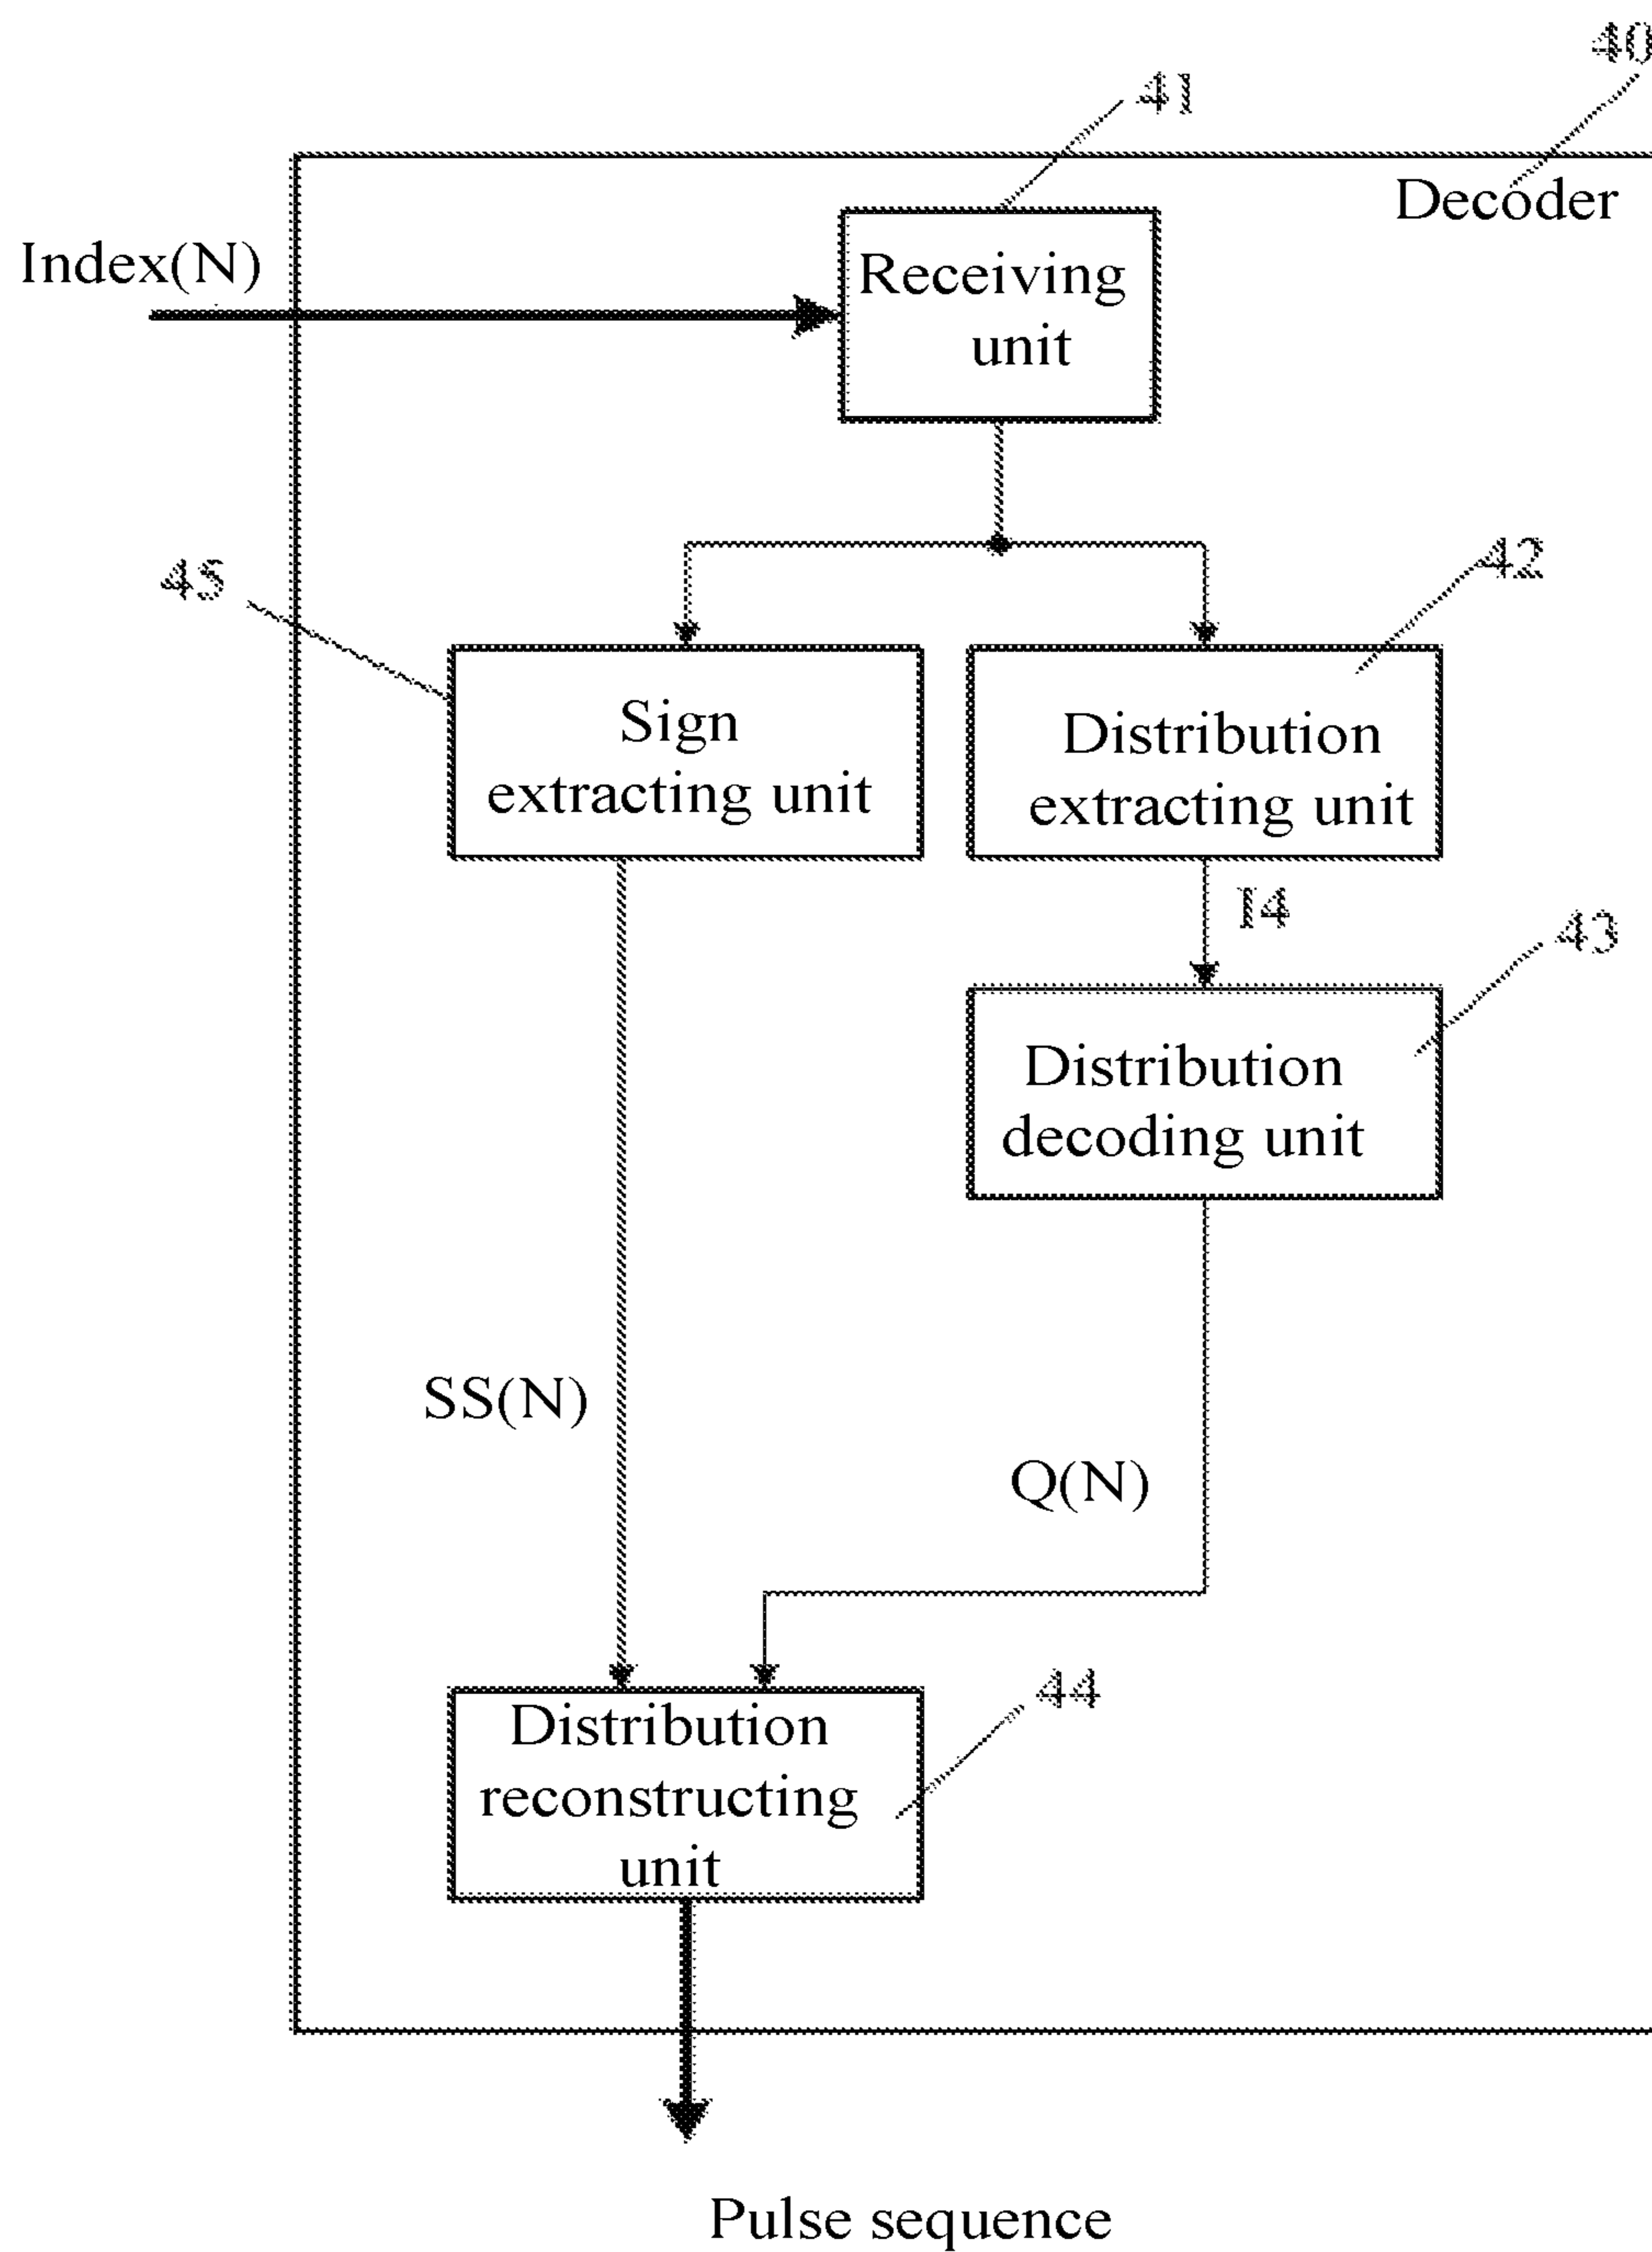 40
41
Decoder
Index(N)
Receiving
unit
45
42
Sign
extracting unit
Distribution
extracting unit
I4
43
Distribution
decoding unit
SS(N)
Q(N)
44
Distribution
reconstructing
unit
Pulse sequence